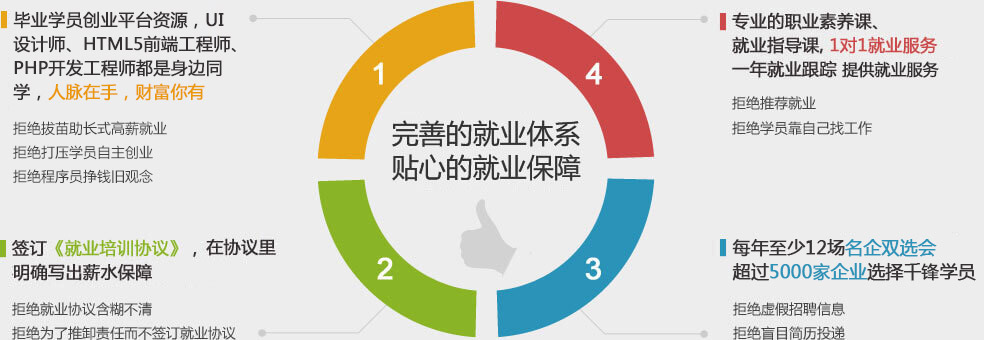 毕业学员创业平台资源，UI
设计师、HTML5前端工程师、
PHP开发工程师都是身边同
学，人脉在手，财富你有
拒绝拔苗助长式高薪就业
拒绝打压学员自主创业
拒绝程序员挣钱旧观念
签订《就业培训协议》，在协议里
明确写出薪水保障
拒绝就业协议含糊不清
拒绝为了推卸责任而不签订就业协议
1
4
完善的就业体系
贴心的就业保障
2
3
专业的职业素养课、
就业指导课, 1对1就业服务
一年就业跟踪 提供就业服务
拒绝推荐就业
拒绝学员靠自己找工作
每年至少12场名企双选会
超过5000家企业选择千锋学员
拒绝虚假招聘信息
拒绝盲目简历投递